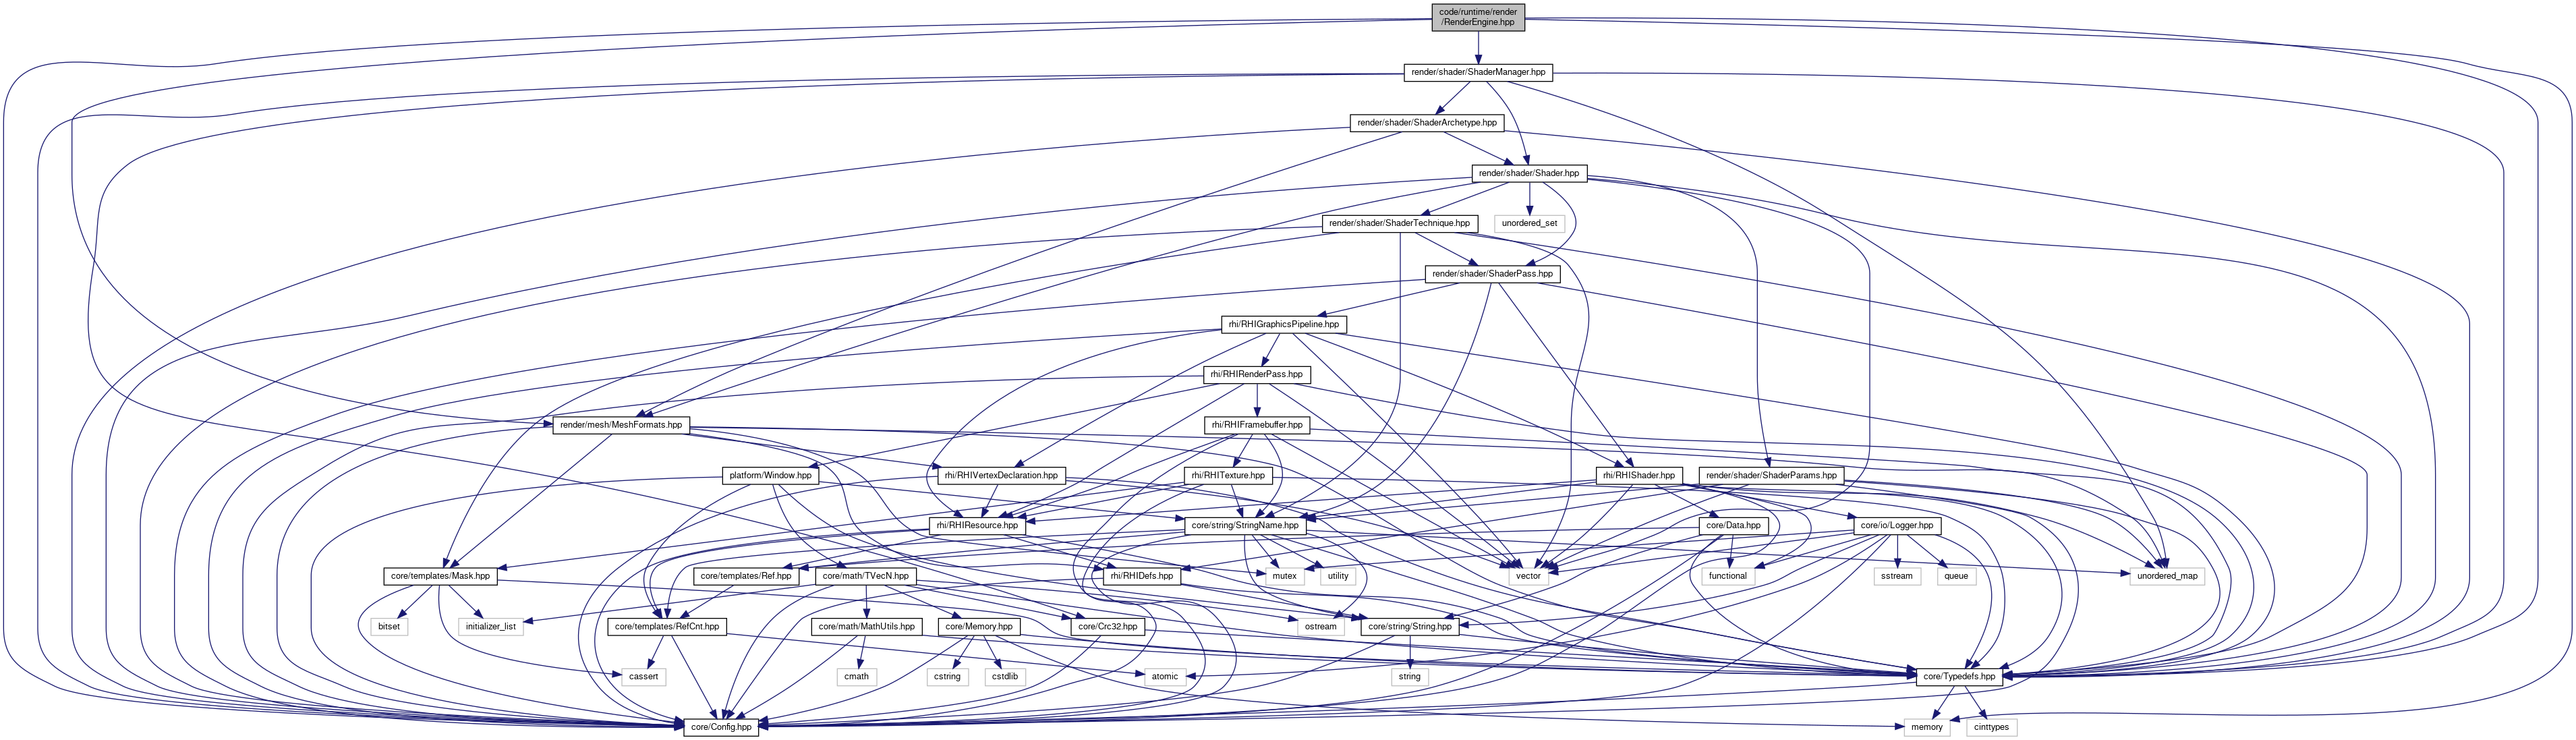 code/runtime/render
/RenderEngine.hpp
render/shader/ShaderManager.hpp
render/shader/ShaderArchetype.hpp
render/shader/Shader.hpp
render/shader/ShaderTechnique.hpp
unordered_set
render/shader/ShaderPass.hpp
rhi/RHIGraphicsPipeline.hpp
rhi/RHIRenderPass.hpp
render/mesh/MeshFormats.hpp
rhi/RHIFramebuffer.hpp
platform/Window.hpp
rhi/RHIVertexDeclaration.hpp
rhi/RHITexture.hpp
rhi/RHIShader.hpp
render/shader/ShaderParams.hpp
rhi/RHIResource.hpp
core/string/StringName.hpp
core/Data.hpp
core/io/Logger.hpp
core/templates/Mask.hpp
core/templates/Ref.hpp
core/math/TVecN.hpp
rhi/RHIDefs.hpp
mutex
utility
vector
functional
sstream
queue
unordered_map
bitset
initializer_list
core/templates/RefCnt.hpp
core/math/MathUtils.hpp
core/Memory.hpp
core/Crc32.hpp
ostream
core/string/String.hpp
cassert
cmath
cstring
cstdlib
atomic
string
core/Typedefs.hpp
core/Config.hpp
memory
cinttypes